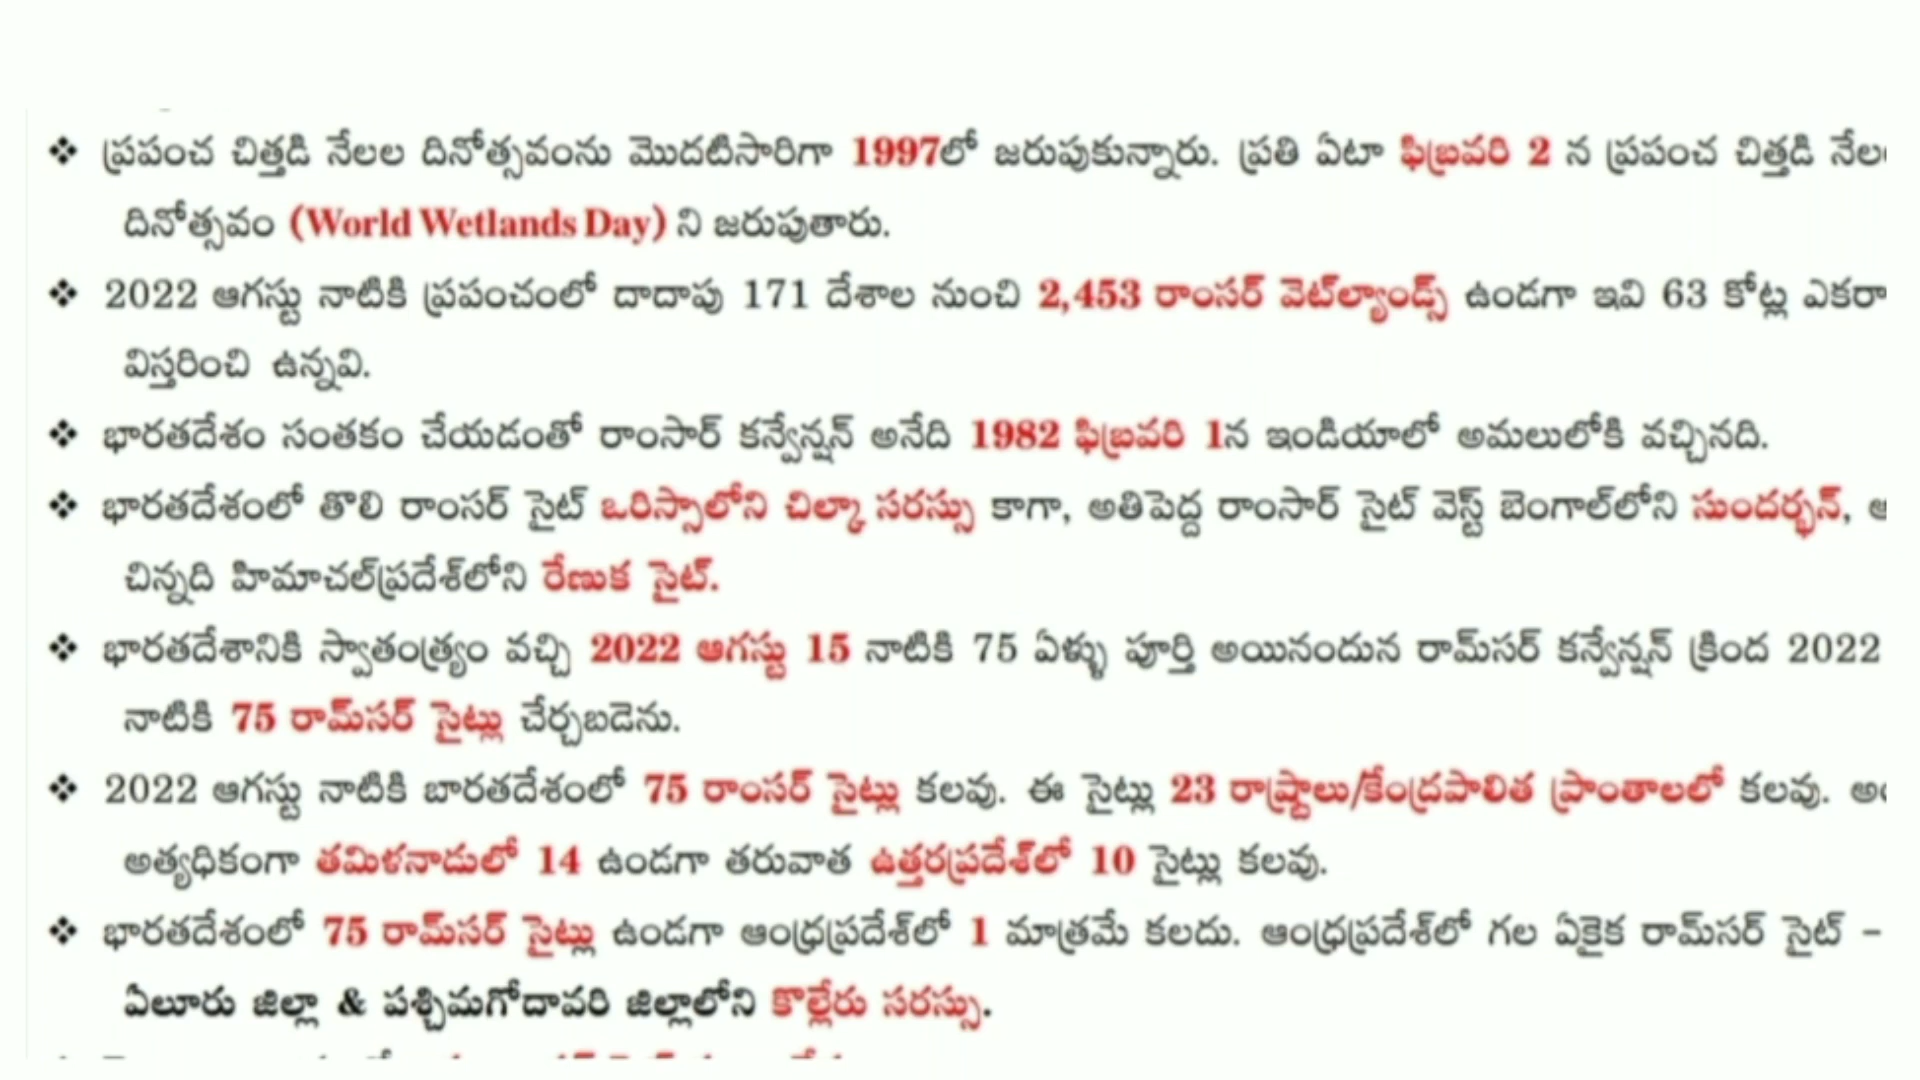 ❖ ప్రపంచ చిత్తడి నేలల దినోత్సవంను మొదటిసారిగా 1997లో జరుపుకున్నారు. ప్రతి ఏటా ఫిబ్రవరి 2 న ప్రపంచ చిత్తడి
దినోత్సవం (World Wetlands Day) ని జరుపుతారు.
❖ 2022 ఆగస్టు నాటికి ప్రపంచంలో దాదాపు 171 దేశాల నుంచి 2,453 రాంసర్ వెట్‌ల్యాండ్స్ ఉండగా ఇవి 63 కోట్ల ఎకరా
విస్తరించి ఉన్నవి.
❖ భారతదేశం సంతకం చేయడంతో రాంసార్ కన్వేన్షన్ అనేది 1982 ఫిబ్రవరి 1న ఇండియాలో అమలులోకి వచ్చినది.
❖ భారతదేశంలో తొలి రాంసర్ సైట్ ఒరిస్సాలోని చిల్కా సరస్సు కాగా, అతిపెద్ద రాంసార్ సైట్ వెస్ట్ బెంగాల్‌లోని సుందర్బన్,
చిన్నది హిమాచల్‌ప్రదేశ్‌లోని రేణుక సైట్.
❖ భారతదేశానికి స్వాతంత్ర్యం వచ్చి 2022 ఆగస్టు 15 నాటికి 75 ఏళ్ళు పూర్తి అయినందున రామ్‌సర్ కన్వేన్షన్ క్రింద 2022
నాటికి 75 రామ్‌సర్ సైట్లు చేర్చబడెను.
❖ 2022 ఆగస్టు నాటికి బారతదేశంలో 75 రాంసర్ సైట్లు కలవు. ఈ సైట్లు 23 రాష్ట్రాలు/కేంద్రపాలిత ప్రాంతాలలో కలవు.
అత్యధికంగా తమిళనాడులో 14 ఉండగా తరువాత ఉత్తరప్రదేశ్‌లో 10 సైట్లు కలవు.
❖ భారతదేశంలో 75 రామ్‌సర్ సైట్లు ఉండగా ఆంధ్రప్రదేశ్‌లో 1 మాత్రమే కలదు. ఆంధ్రప్రదేశ్‌లో గల ఏకైక రామ్‌సర్ సైట్ –
ఏలూరు జిల్లా & పశ్చిమగోదావరి జిల్లాలోని కొల్లేరు సరస్సు.